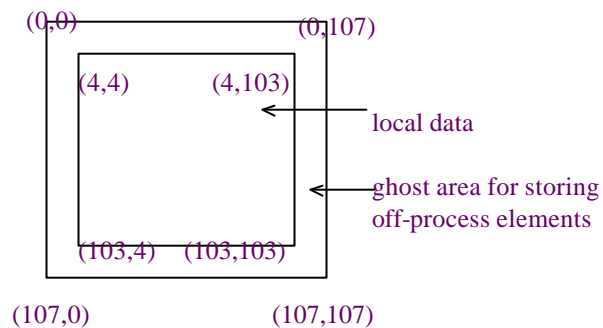 (0,0)
(0,107)
(4,4)
(4,103)
local data
ghost area for storing
off-process elements
(103,4)
(103,103)
(107,0)
(107,107)